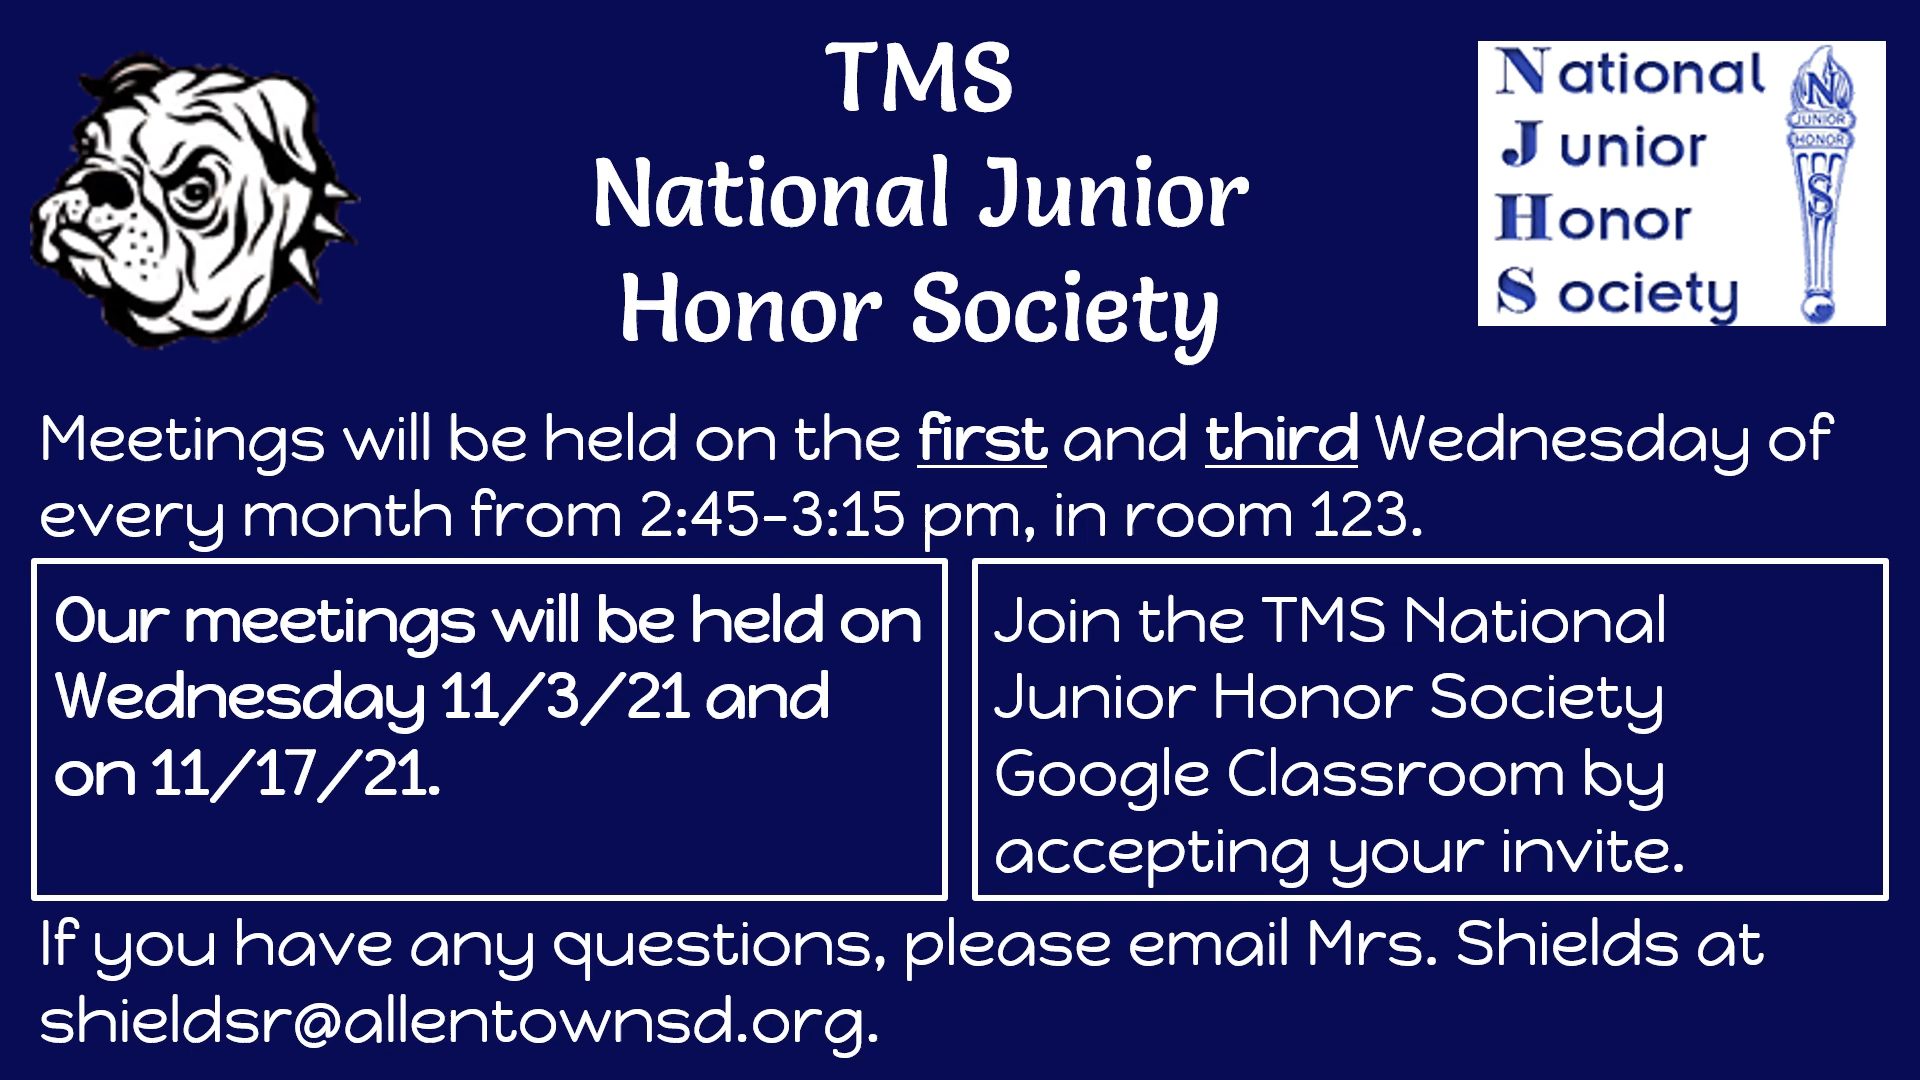 TMS
National Junior
Honor Society
National
Junior
Honor
Society
N
JUNIOR
HONOR
S
Meetings will be held on the first and third Wednesday of
every month from 2:45-3:15 pm, in room 123.
Our meetings will be held on
Wednesday 11/3/21 and
on 11/17/21.
Join the TMS National
Junior Honor Society
Google Classroom by
accepting your invite.
If you have any questions, please email Mrs. Shields at
shieldsr@allentownsd.org.